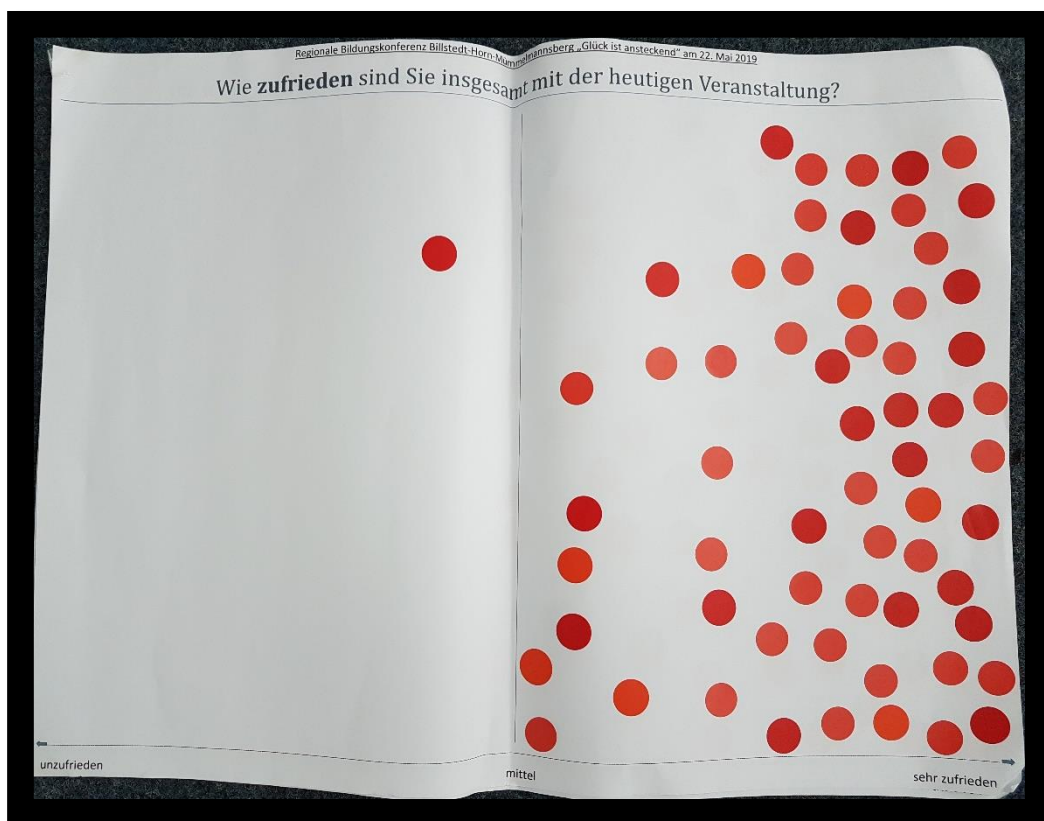 Regionale Bildungskonferenz Billstedt-Horn-Mümmelmannsberg „Glück ist ansteckend“ am 22. Mai 2019
Wie zufrieden sind Sie insgesamt mit der heutigen Veranstaltung?
unzufrieden
mittel
sehr zufrieden